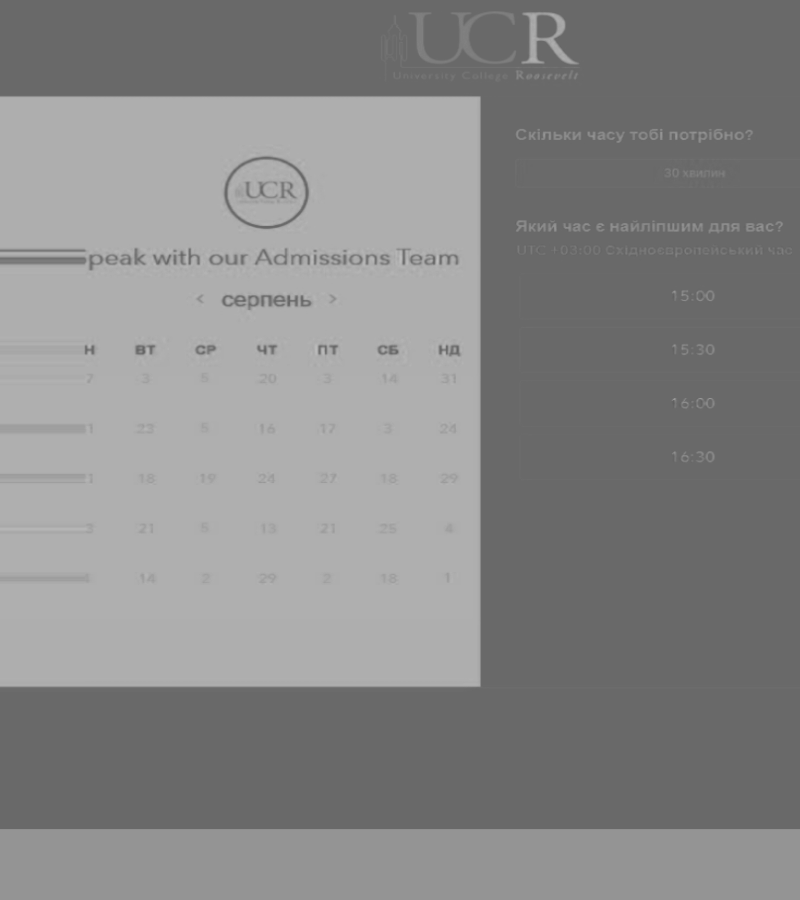 UCR
University College Roosevelt
UCR
peak with our Admissions Team
< серпень >
Н ВТ СР ЧТ ПТ СБ НД
7 3 5 20 3 14 31
1 23 5 16 17 3 24
1 18 19 24 27 18 29
3 21 5 13 21 25 4
14 2 29 2 18 1
Скільки часу тобі потрібно?
30 хвилин
Який час є найліпшим для вас?
UTC +03:00 Східноєвропейський час
15:00
15:30
16:00
16:30